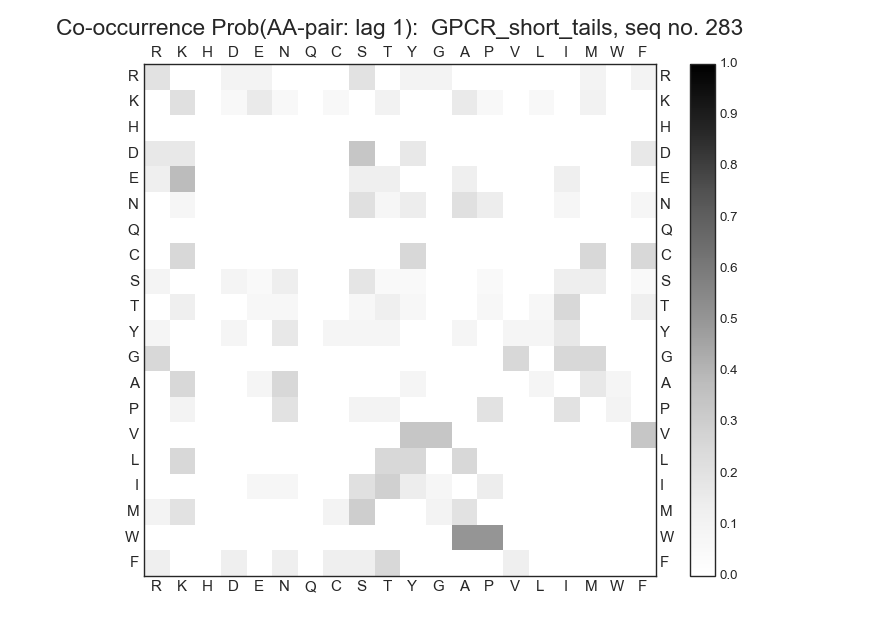 Co-occurrence Prob(AA-pair: lag 1):  GPCR_short_tails, seq no. 283
R K H D E N Q C S T Y G A P V L I M W F
R R 1.0
K K 0.9
H H
D D 0.8
E E
N N 0.7
Q Q
C C 0.6
S S
T T 0.5
Y Y
G G 0.4
A A
P P 0.3
V V
L L 0.2
I I
M M 0.1
W W
F F 0.0
R K H D E N Q C S T Y G A P V L I M W F